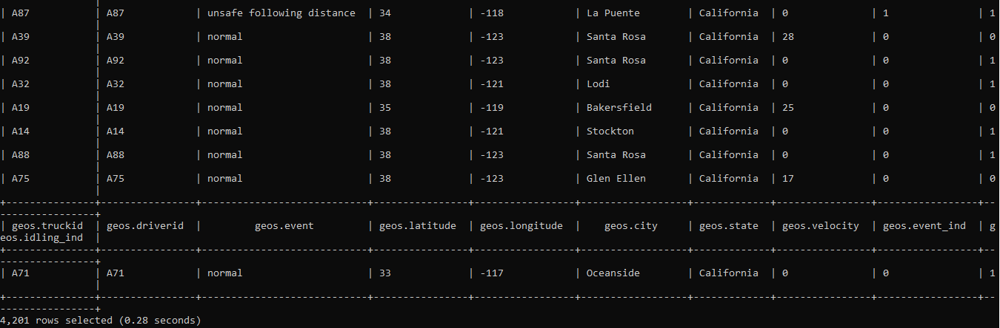 | A87 | A87 | unsafe following distance | 34 | -118 | La Puente | California | 0 | 1 | 1
|
| A39 | A39 | normal | 38 | -123 | Santa Rosa | California | 28 | 0 | 0
|
| A92 | A92 | normal | 38 | -123 | Santa Rosa | California | 0 | 0 | 1
|
| A32 | A32 | normal | 38 | -121 | Lodi | California | 0 | 0 | 1
|
| A19 | A19 | normal | 35 | -119 | Bakersfield | California | 25 | 0 | 0
|
| A14 | A14 | normal | 38 | -121 | Stockton | California | 0 | 0 | 1
|
| A88 | A88 | normal | 38 | -123 | Santa Rosa | California | 0 | 0 | 1
|
| A75 | A75 | normal | 38 | -123 | Glen Ellen | California | 17 | 0 | 0
|
+---------------+----------------+----------------------------+----------------+-----------------+------------------+-------------+----------------+-----------------+--
----------------+
| geos.truckid | geos.driverid | geos.event | geos.latitude | geos.longitude | geos.city | geos.state | geos.velocity | geos.event_ind | g
eos.idling_ind |
+---------------+----------------+----------------------------+----------------+-----------------+------------------+-------------+----------------+-----------------+--
----------------+
| A71 | A71 | normal | 33 | -117 | Oceanside | California | 0 | 0 | 1
|
+---------------+----------------+----------------------------+----------------+-----------------+------------------+-------------+----------------+-----------------+--
----------------+
4,201 rows selected (0.28 seconds)